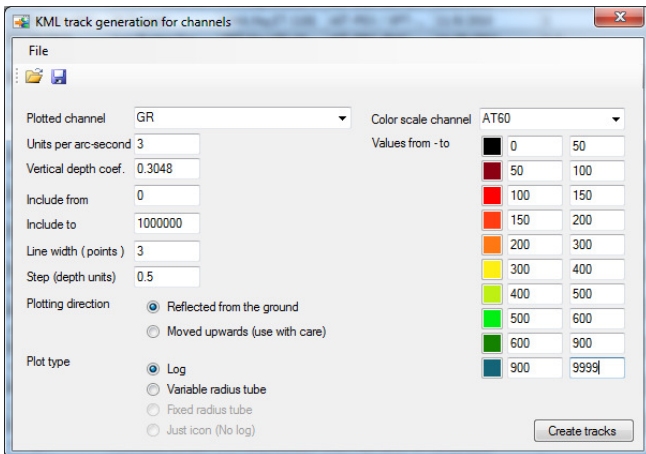 KML track generation for channels
File
Plotted channel GR
Units per arc-second 3
Vertical depth coef. 0.3048
Include from 0
Include to 1000000
Line width ( points ) 3
Step (depth units) 0.5
Plotting direction
Reflected from the ground
Moved upwards (use with care)
Plot type
Log
Variable radius tube
Fixed radius tube
Just icon (No log)
Color scale channel AT60
Values from - to
0 50
50 100
100 150
150 200
200 300
300 400
400 500
500 600
600 900
900 9999
Create tracks